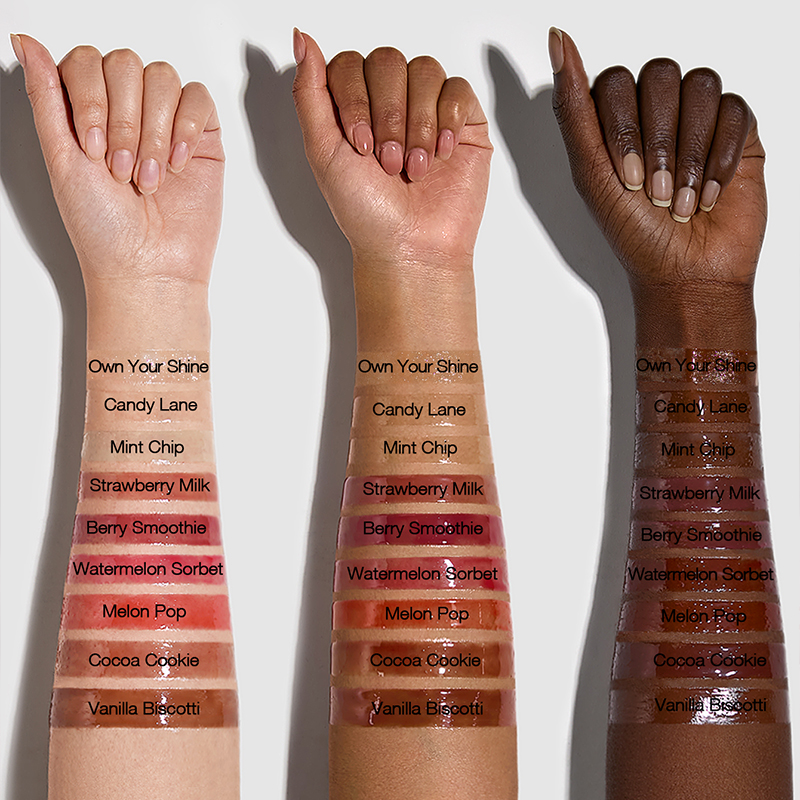 Own Your Shine
Candy Lane
Mint Chip
Strawberry Milk
Berry Smoothie
Watermelon Sorbet
Melon Pop
Cocoa Cookie
Vanilla Biscotti
Own Your Shine
Candy Lane
Mint Chip
Strawberry Milk
Berry Smoothie
Watermelon Sorbet
Melon Pop
Cocoa Cookie
Vanilla Biscotti
Own Your Shine
Candy Lane
Mint Chip
Strawberry Milk
Berry Smoothie
Watermelon Sorbet
Melon Pop
Cocoa Cookie
Vanilla Biscotti